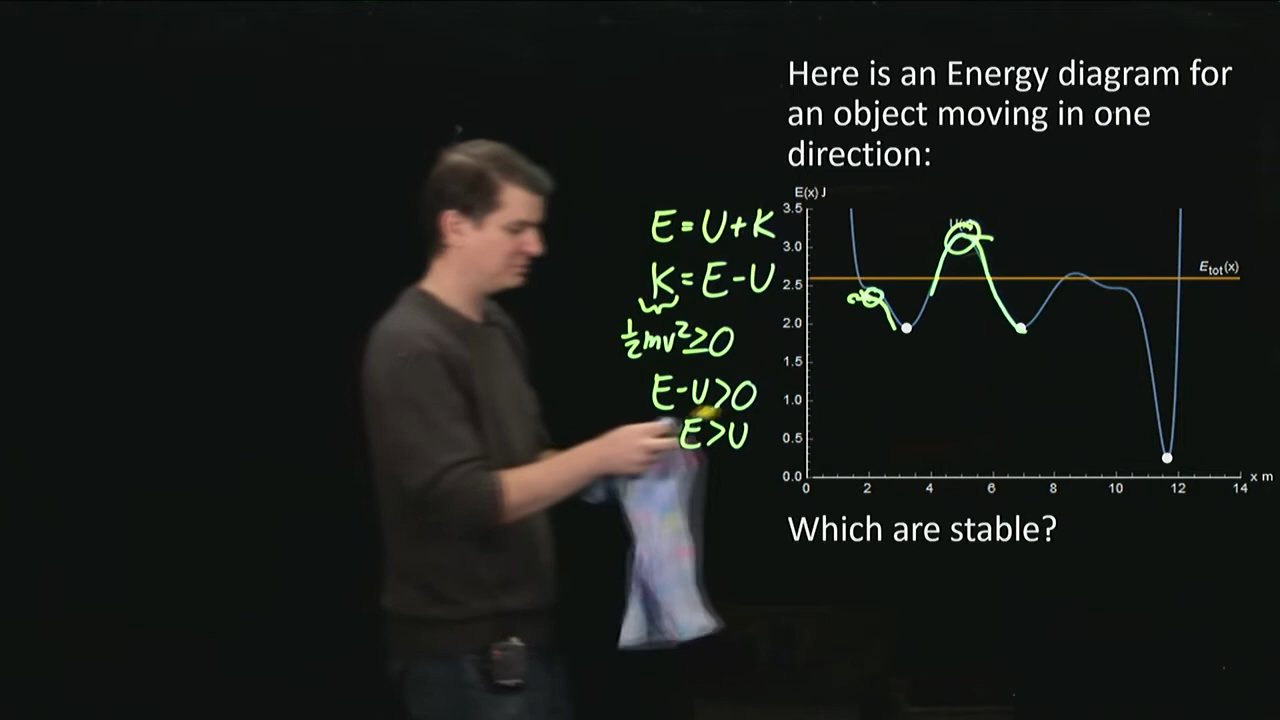 Here is an Energy diagram for
an object moving in one
direction:
E(x) J
3.5
3.0
2.5
2.0
1.5
1.0
0.5
0.0
0 2 4 6 8 10 12 14 x m
E_tot(x)
E=U+K
K=E-U
½mv²≥0
E-U>0
E>U
Which are stable?